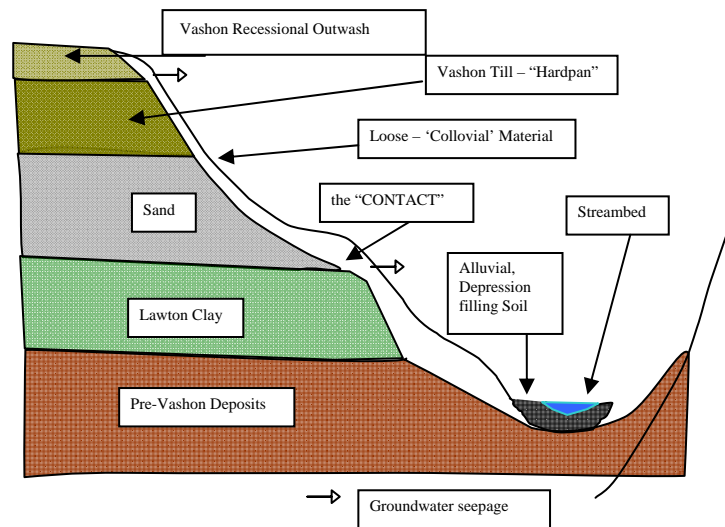 Vashon Recessional Outwash
Vashon Till – “Hardpan”
Loose – ‘Collovial’ Material
the “CONTACT”
Streambed
Sand
Alluvial,
Depression
filling Soil
Lawton Clay
Pre-Vashon Deposits
Groundwater seepage